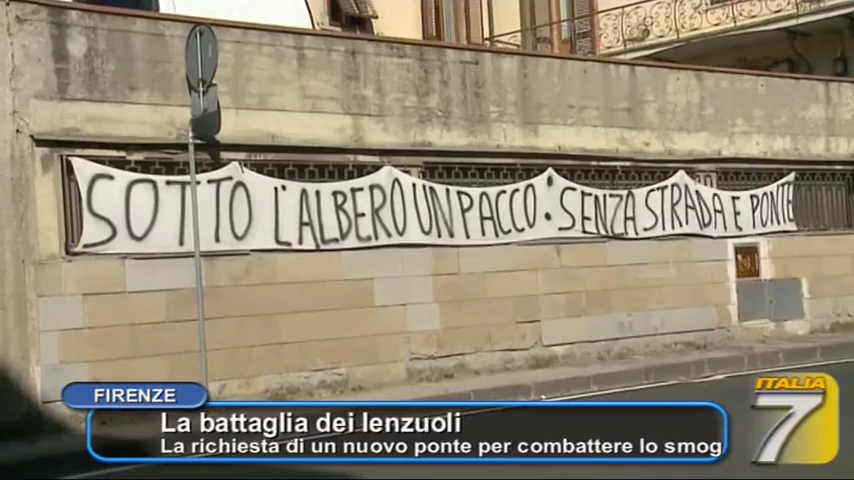 SOTTO L'ALBERO UN PACCO: SENZA STRADA E PONTE
FIRENZE
La battaglia dei lenzuoli
La richiesta di un nuovo ponte per combattere lo smog
ITALIA
7